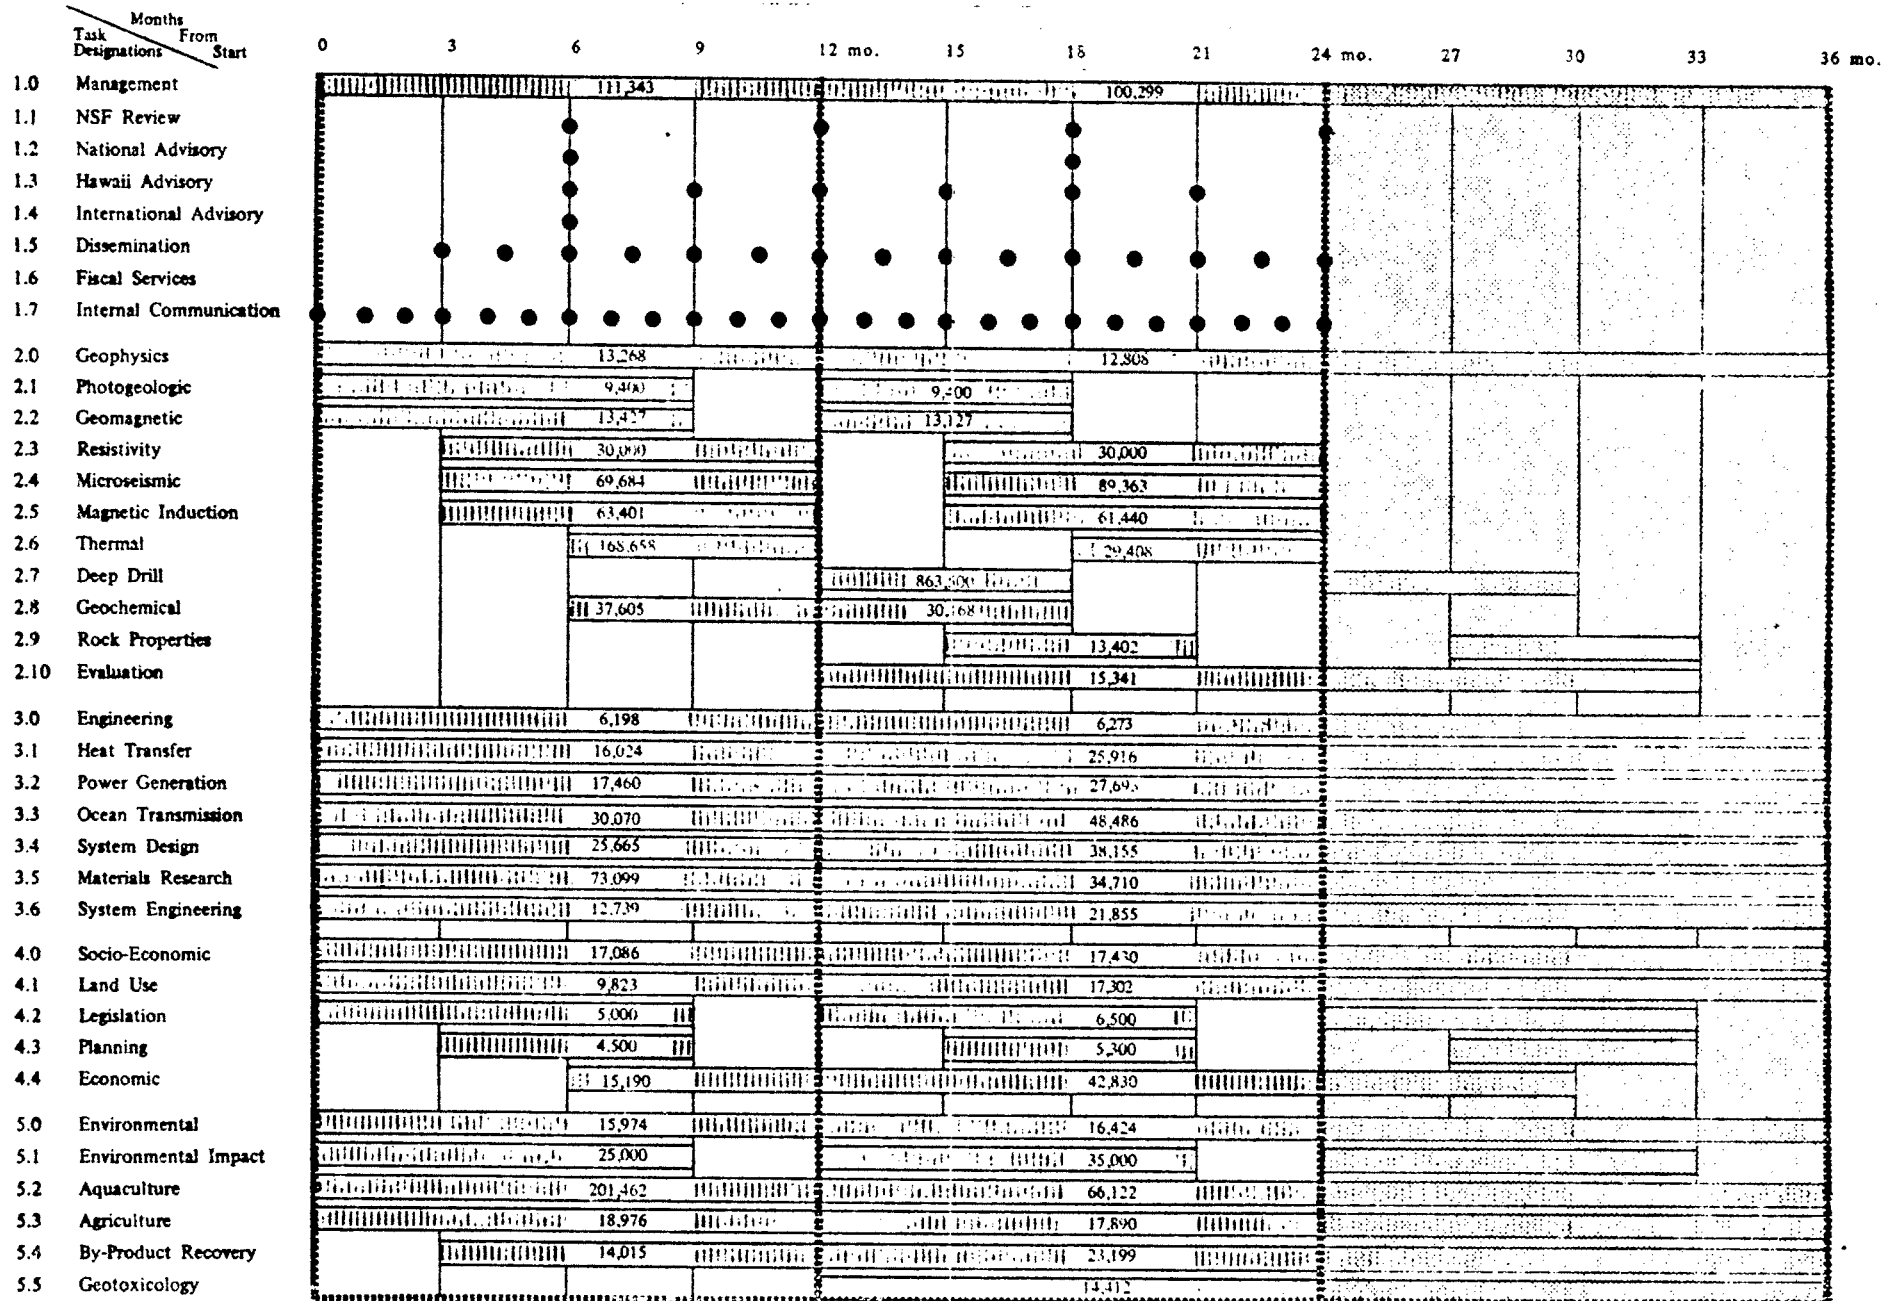 Months
Task From
Designations Start
0 3 6 9 12 mo. 15 18 21 24 mo. 27 30 33 36 mo.
1.0 Management 111,343 100,299
1.1 NSF Review
1.2 National Advisory
1.3 Hawaii Advisory
1.4 International Advisory
1.5 Dissemination
1.6 Fiscal Services
1.7 Internal Communication
2.0 Geophysics 13,268 12,808
2.1 Photogeologic 9,400 9,400
2.2 Geomagnetic 13,427 13,127
2.3 Resistivity 30,000 30,000
2.4 Microseismic 69,684 89,363
2.5 Magnetic Induction 63,401 61,440
2.6 Thermal 168,658 29,408
2.7 Deep Drill
2.8 Geochemical 37,605 30,168
2.9 Rock Properties 13,402
2.10 Evaluation 15,341
3.0 Engineering 6,198 6,273
3.1 Heat Transfer 16,024 25,916
3.2 Power Generation 17,460
3.3 Ocean Transmission 30,070 48,486
3.4 System Design 25,665 38,155
3.5 Materials Research 73,099 34,710
3.6 System Engineering 12,739 21,855
4.0 Socio-Economic 17,086 17,430
4.1 Land Use 9,823 17,302
4.2 Legislation 5,000 6,500
4.3 Planning 4,500 5,300
4.4 Economic 15,190 42,830
5.0 Environmental 15,974 16,424
5.1 Environmental Impact 25,000 35,000
5.2 Aquaculture 201,462 66,122
5.3 Agriculture 18,976 17,890
5.4 By-Product Recovery 14,015 23,199
5.5 Geotoxicology 14,412